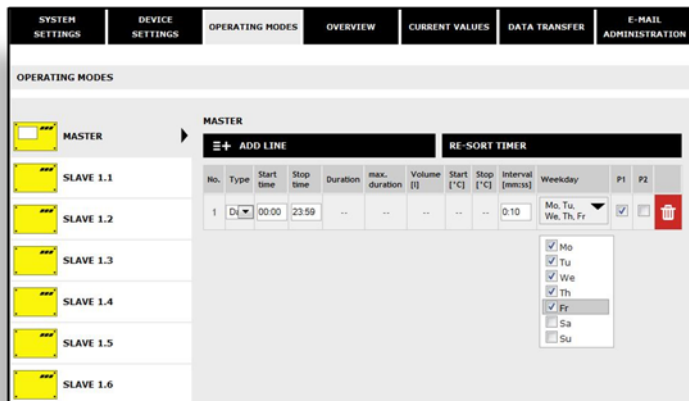 SYSTEM SETTINGS
DEVICE SETTINGS
OPERATING MODES
OVERVIEW
CURRENT VALUES
DATA TRANSFER
E-MAIL ADMINISTRATION
OPERATING MODES
MASTER
SLAVE 1.1
SLAVE 1.2
SLAVE 1.3
SLAVE 1.4
SLAVE 1.5
SLAVE 1.6
MASTER
ADD LINE
RE-SORT TIMER
No. Type Start time Stop time Duration max. duration Volume [l] Start [°C] Stop [°C] Interval [mm:ss] Weekday P1 P2
1 Da 00:00 23:59 -- -- -- -- -- 0:10 Mo, Tu, We, Th, Fr
Mo
Tu
We
Th
Fr
Sa
Su